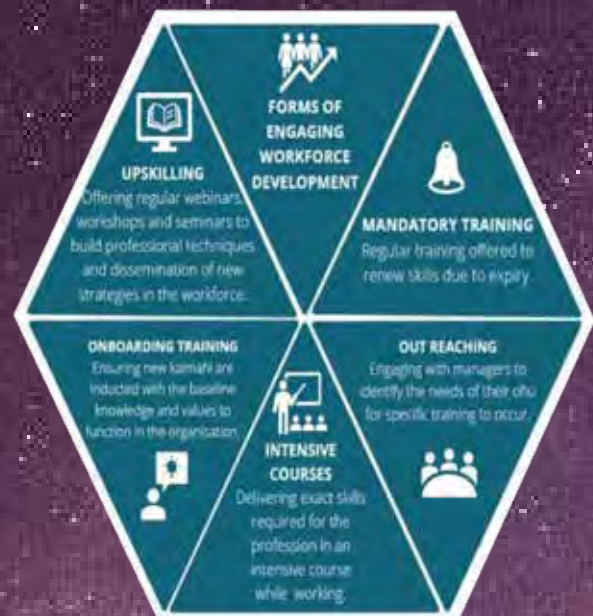 FORMS OF
ENGAGING
WORKFORCE
DEVELOPMENT
UPSKILLING
Offering regular webinars,
workshops and seminars to
build professional techniques
and dissemination of new
strategies in the workforce.
MANDATORY TRAINING
Regular training offered to
renew skills due to expiry.
ONBOARDING TRAINING
Ensuring new kaimahi are
inducted with the baseline
knowledge and values to
function in the organisation
INTENSIVE
COURSES
Delivering exact skills
required for the
profession in an
intensive course
while working.
OUT REACHING
Engaging with managers to
identify the needs of their ohu
for specific training to occur.